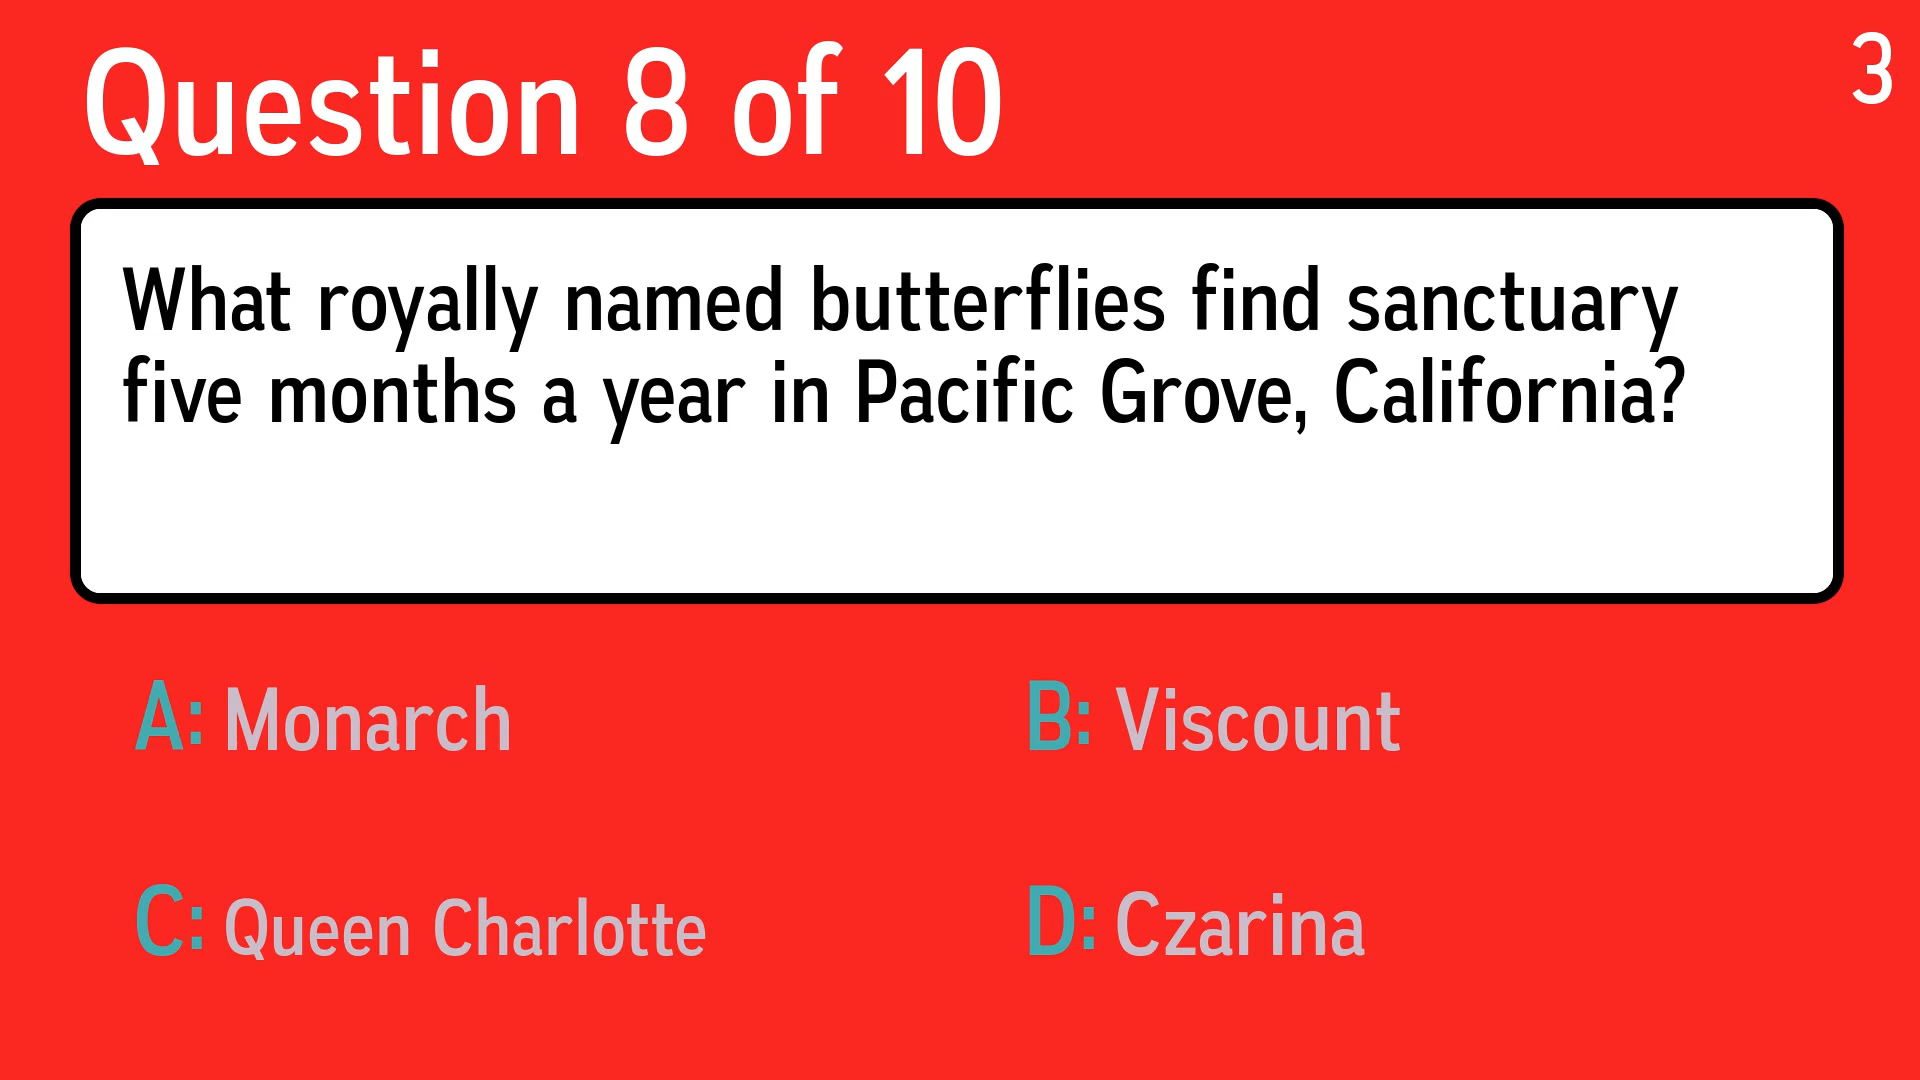 Question 8 of 10
3
What royally named butterflies find sanctuary
five months a year in Pacific Grove, California?
A: Monarch
B: Viscount
C: Queen Charlotte
D: Czarina